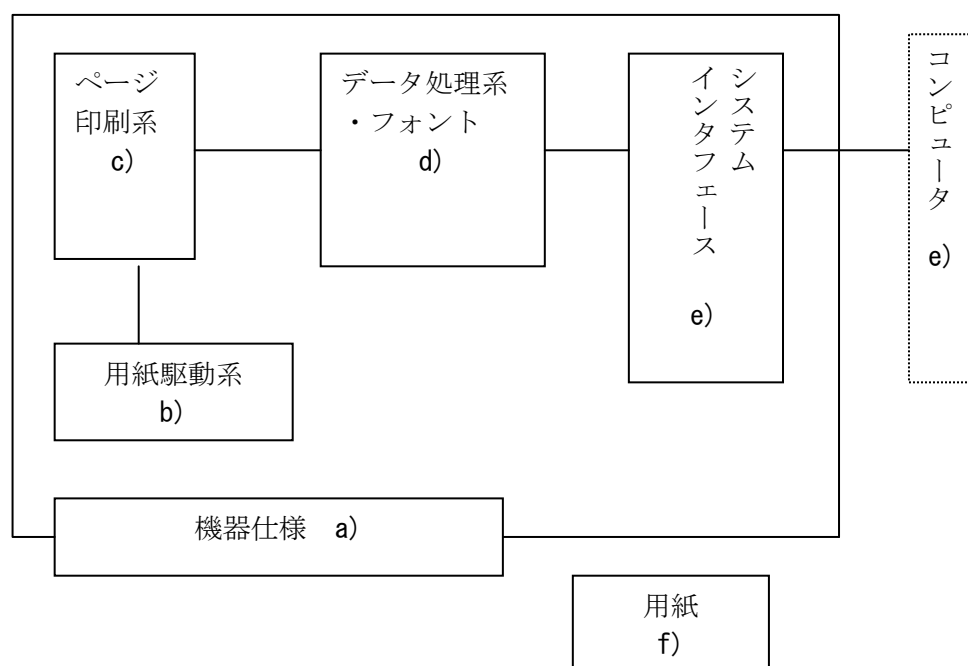 ページ
印刷系
c)
データ処理系
・フォント
d)
システム
インタフェース
e)
コンピュータ
e)
用紙駆動系
b)
機器仕様 a)
用紙
f)